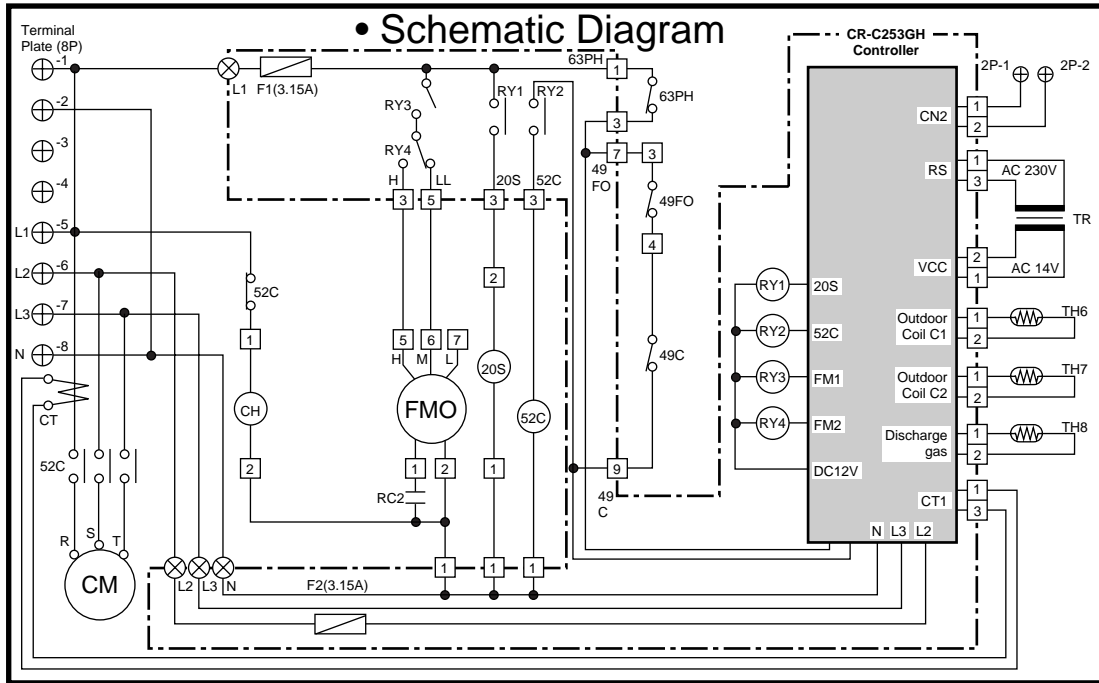 • Schematic Diagram
Terminal
Plate (8P)
-1
-2
-3
-4
L1 -5
L2 -6
L3 -7
N -8
CT
52C
R S T
CM
52C
1
CH
2
L1 F1(3.15A)
RY3
RY4
H LL
3 5
RY1
20S
3
RY2
52C
3
5 6 7
H M L
FMO
1 2
RC2
2
20S
1
52C
1 1 1
L2 L3 N
F2(3.15A)
63PH 1
63PH
3
7 3
49
FO
49FO
4
49C
9
49
C
CR-C253GH
Controller
2P-1 2P-2
CN2 1
2
RS 1
3
AC 230V
TR
VCC 2
1
AC 14V
RY1 20S
RY2 52C
RY3 FM1
RY4 FM2
DC12V
Outdoor
Coil C1
1
2
TH6
Outdoor
Coil C2
1
2
TH7
Discharge
gas
1
2
TH8
CT1 1
3
N L3 L2